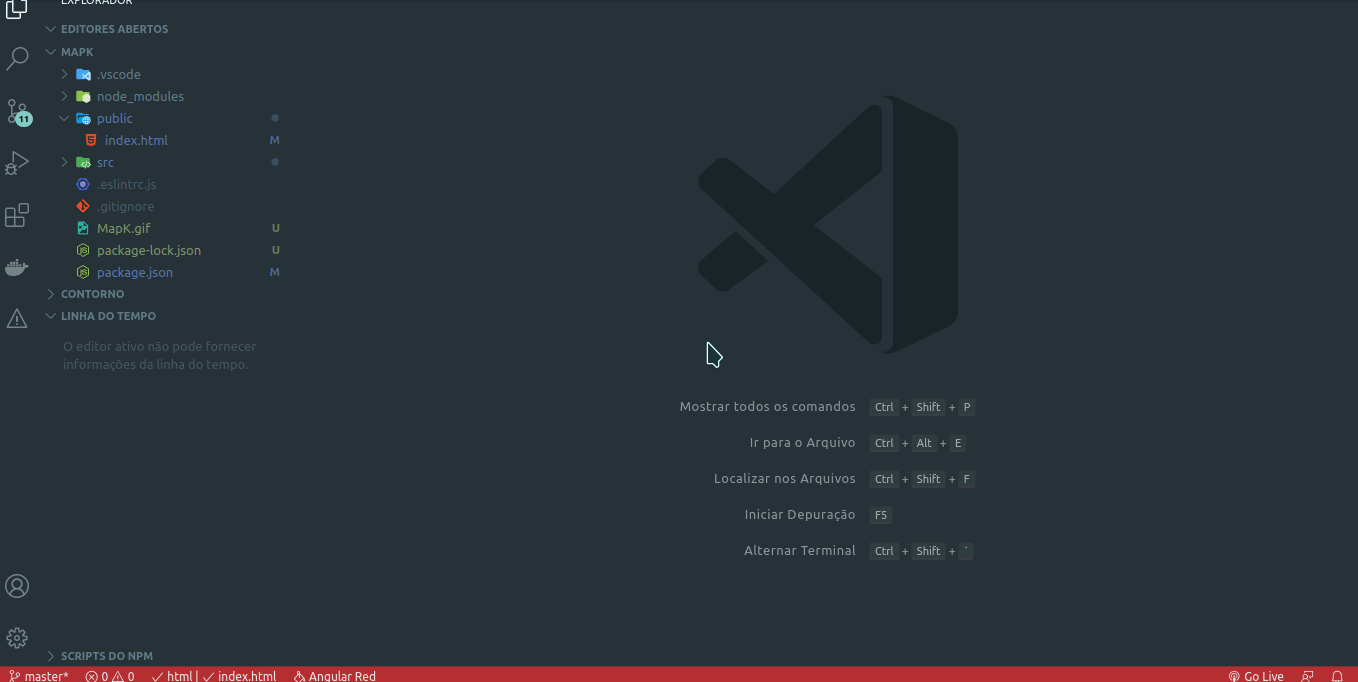 EXPLORADOR
EDITORES ABERTOS
MAPK
.vscode
node_modules
public
index.html M
src
.eslintrc.js
.gitignore
MapK.gif U
package-lock.json U
package.json M
CONTORNO
LINHA DO TEMPO
O editor ativo não pode fornecer
informações da linha do tempo.
SCRIPTS DO NPM
11
Mostrar todos os comandos Ctrl + Shift + P
Ir para o Arquivo Ctrl + Alt + E
Localizar nos Arquivos Ctrl + Shift + F
Iniciar Depuração F5
Alternar Terminal Ctrl + Shift + ´
master* 0 0 html | index.html Angular Red Go Live